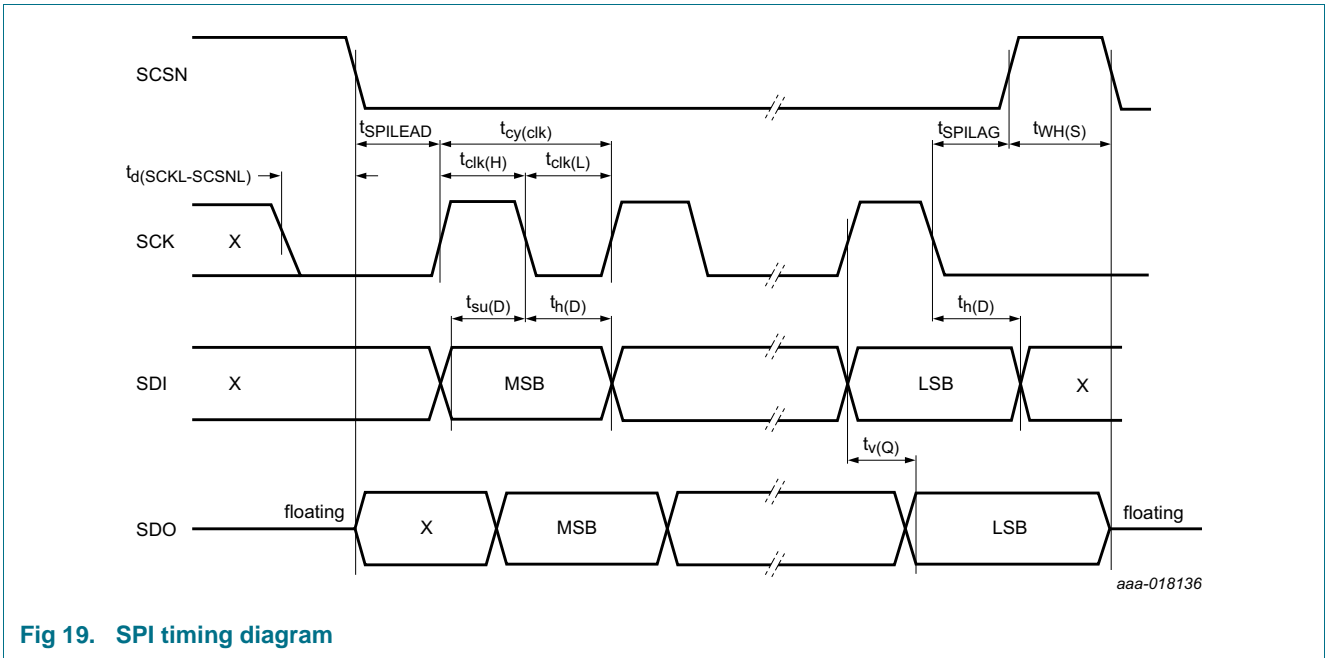 SCSN
tSPILEAD
tcy(clk)
tSPILAG
tWH(S)
td(SCKL-SCSNL)
tclk(H)
tclk(L)
SCK
X
tsu(D)
th(D)
th(D)
SDI
X
MSB
LSB
X
tv(Q)
SDO
floating
X
MSB
LSB
floating
aaa-018136
Fig 19. SPI timing diagram